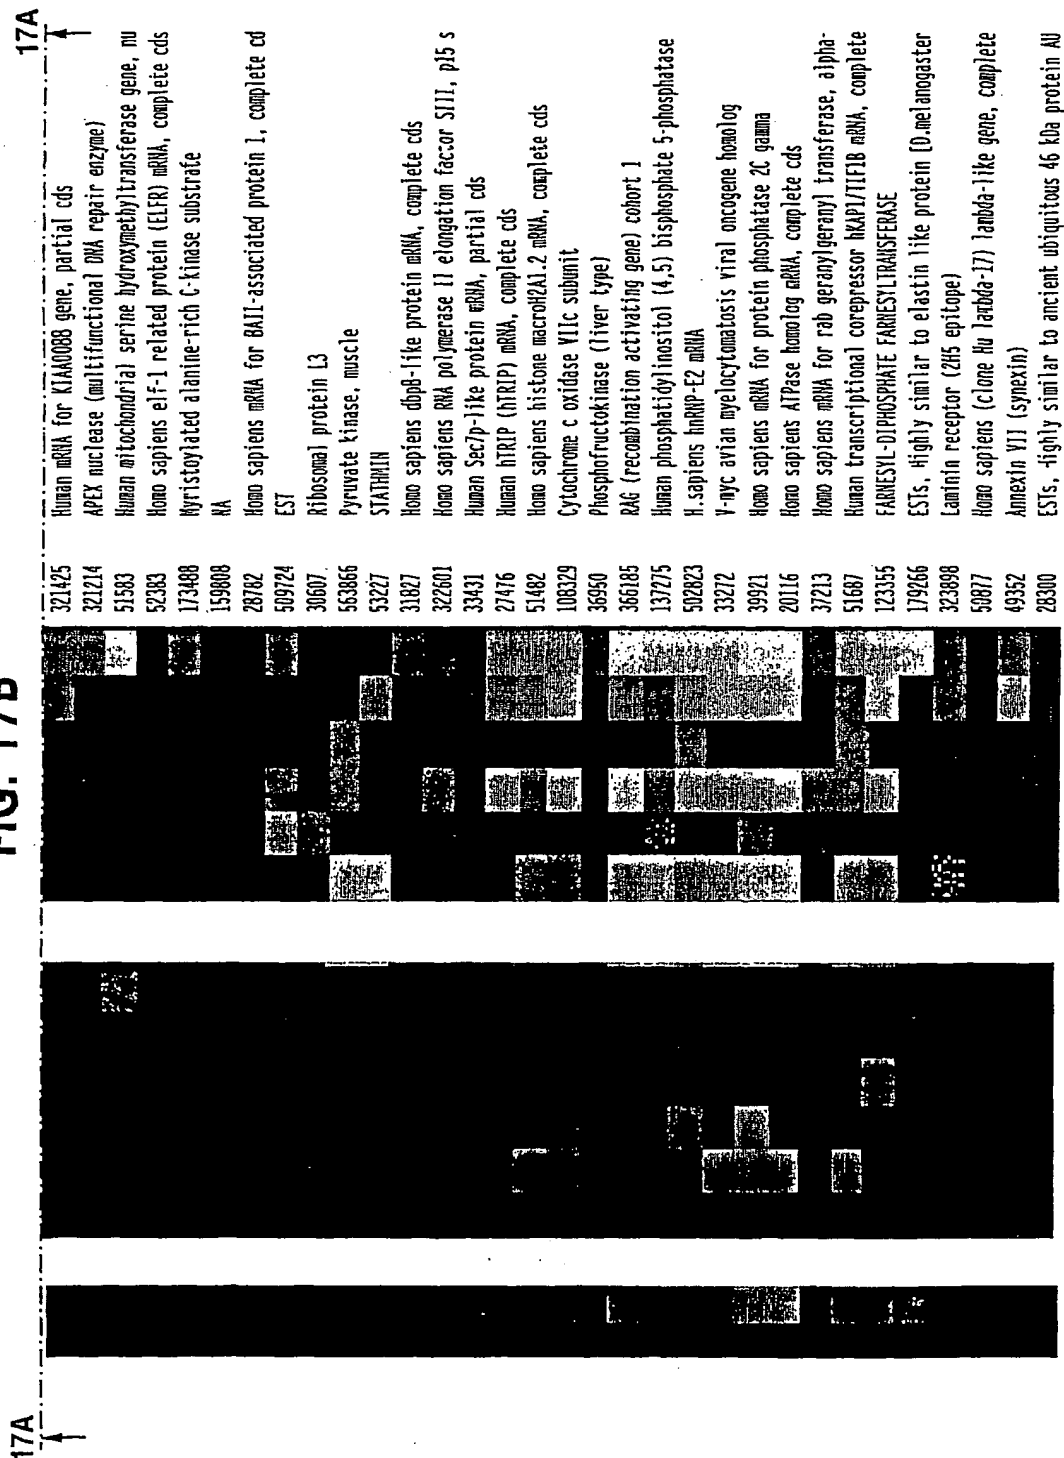 17A
17A
FIG. 17B
321425 Human mRNA for KIAA0088 gene, partial cds
321214 APEX nuclease (multifunctional DNA repair enzyme)
51583 Human mitochondrial serine hydroxymethyltransferase gene, nu
52383 Homo sapiens elf-1 related protein (ELFR) mRNA, complete cds
173488 Myristoylated alanine-rich C-kinase substrate
159808 NA
28782 Homo sapiens mRNA for BAII-associated protein 1, complete cd
509724 EST
30607 Ribosomal protein L3
563866 Pyruvate kinase, muscle
53227 STATHMIN
31827 Homo sapiens dbpB-like protein mRNA, complete cds
322601 Homo sapiens RNA polymerase II elongation factor SIII, p15 s
33431 Human Sec7p-like protein mRNA, partial cds
27476 Human hTRIP (hTRIP) mRNA, complete cds
51482 Homo sapiens histone macroH2A1.2 mRNA, complete cds
108329 Cytochrome c oxidase VIIc subunit
36950 Phosphofructokinase (liver type)
366185 RAG (recombination activating gene) cohort 1
137275 Human phosphatidylinositol (4,5) bisphosphate 5-phosphatase
502823 H.sapiens hnRNP-E2 mRNA
33272 V-myc avian myelocytomatosis viral oncogene homolog
39921 Homo sapiens mRNA for protein phosphatase 2C gamma
20116 Homo sapiens ATPase homolog mRNA, complete cds
37213 Homo sapiens mRNA for rab geranylgeranyl transferase, alpha-
51687 Human transcriptional corepressor hKAP1/TIF1B mRNA, complete
123355 FARNESYL-DIPHOSPHATE FARNESYLTRANSFERASE
179266 ESTs, Highly similar to elastin like protein [D.melanogaster
323898 Laminin receptor (2H5 epitope)
50877 Homo sapiens (clone Hu lambda-17) lambda-like gene, complete
49352 Annexin VII (synexin)
28300 ESTs, Highly similar to ancient ubiquitous 46 kDa protein AU